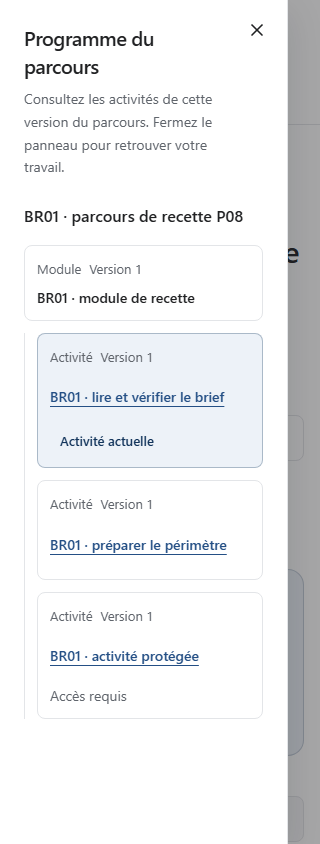 Programme du
parcours
Consultez les activités de cette
version du parcours. Fermez le
panneau pour retrouver votre
travail.
BR01 · parcours de recette P08
Module Version 1
BR01 · module de recette
Activité Version 1
BR01 · lire et vérifier le brief
Activité actuelle
Activité Version 1
BR01 · préparer le périmètre
Activité Version 1
BR01 · activité protégée
Accès requis
e